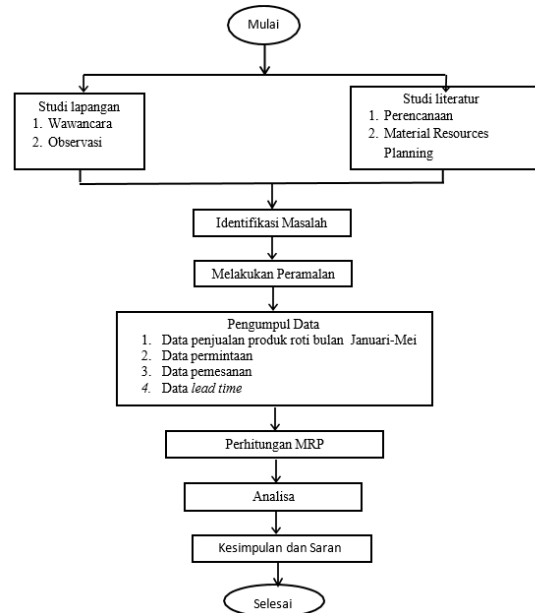 Mulai
Studi lapangan
1. Wawancara
2. Observasi
Studi literatur
1. Perencanaan
2. Material Resources
Planning
Identifikasi Masalah
Melakukan Peramalan
Pengumpul Data
1. Data penjualan produk roti bulan Januari-Mei
2. Data permintaan
3. Data pemesanan
4. Data lead time
Perhitungan MRP
Analisa
Kesimpulan dan Saran
Selesai